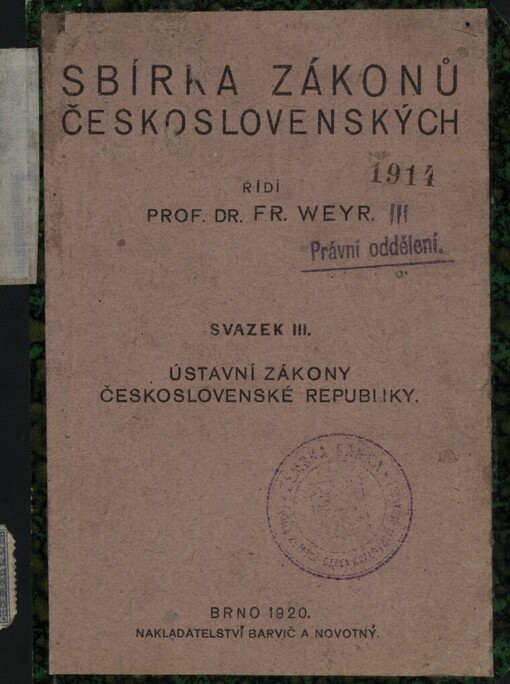 SBÍRKA ZÁKONŮ
ČESKOSLOVENSKÝCH
1914
ŘÍDÍ
PROF. DR. FR. WEYR. III
Právní oddělení.
SVAZEK III.
ÚSTAVNÍ ZÁKONY
ČESKOSLOVENSKÉ REPUBLIKY.
BRNO 1920.
NAKLADATELSTVÍ BARVIČ A NOVOTNÝ.